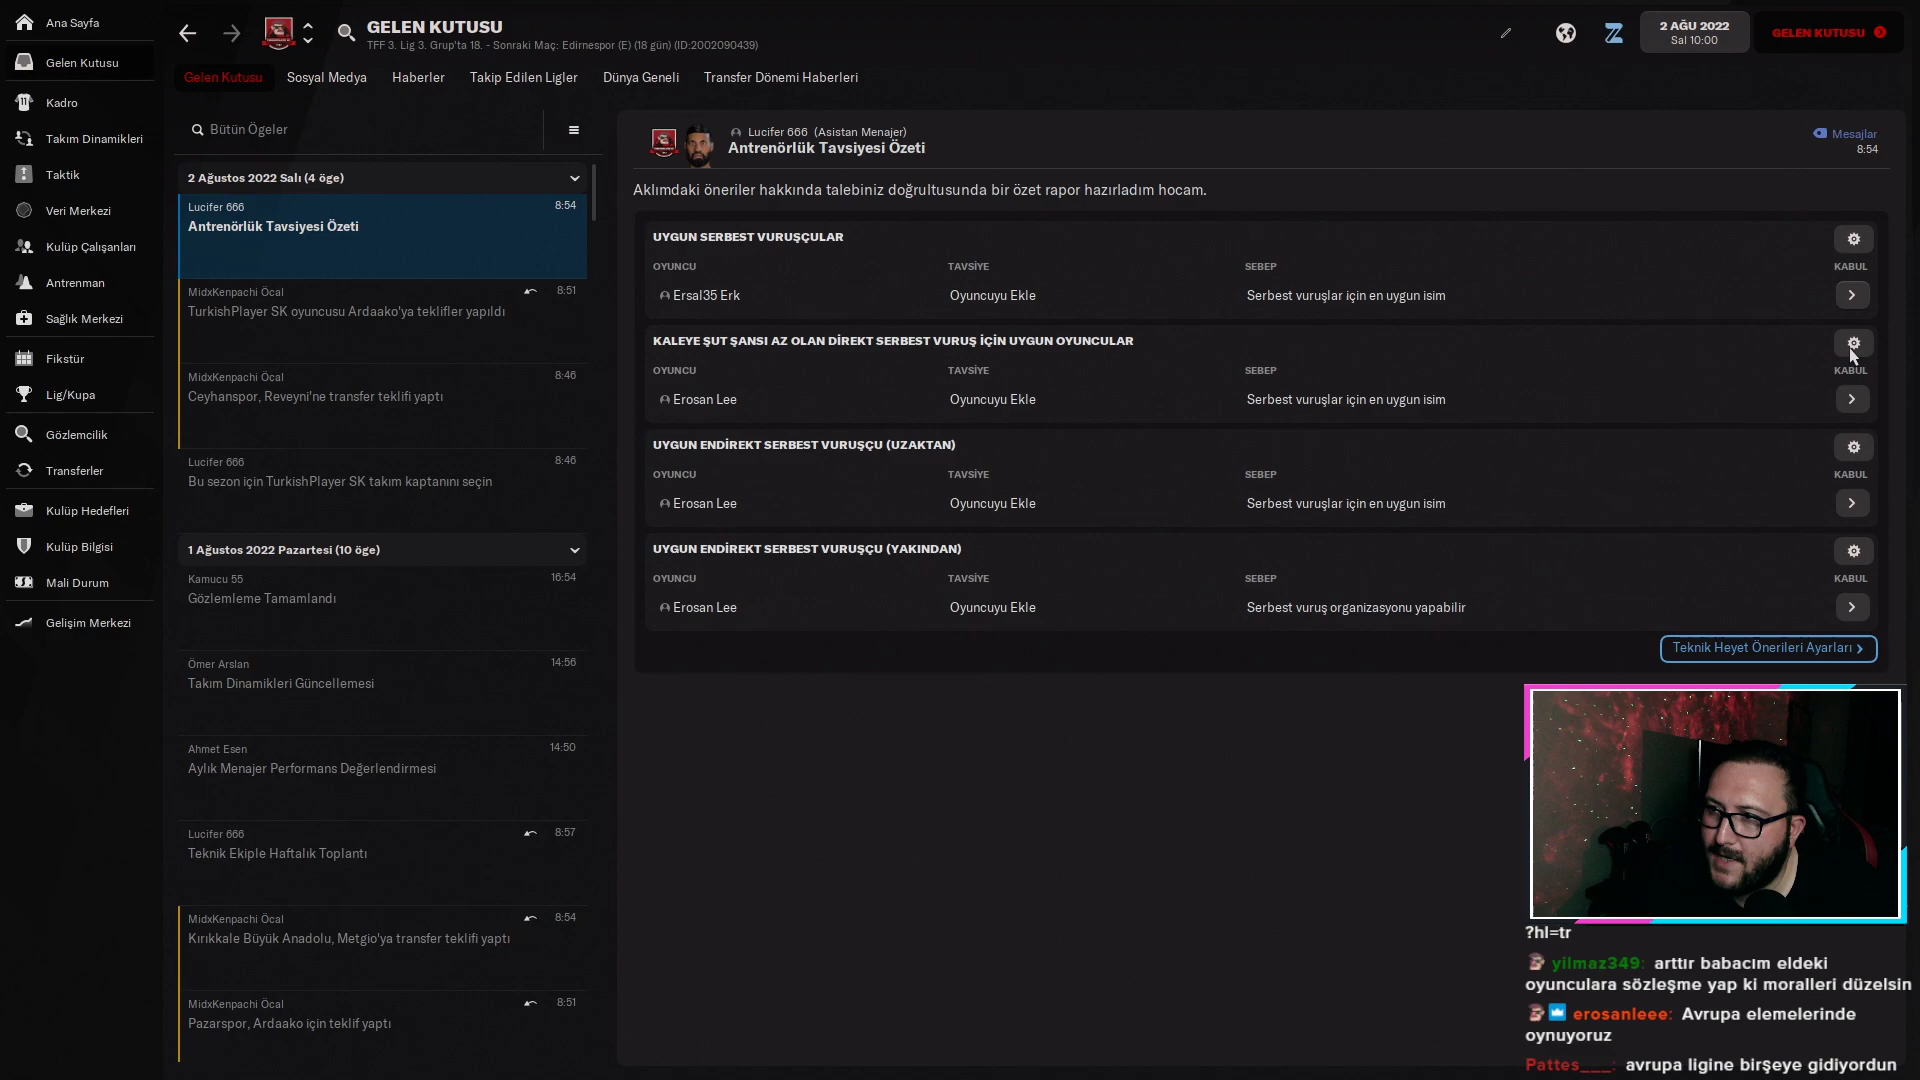 Ana Sayfa
Gelen Kutusu
Kadro
Takım Dinamikleri
Taktik
Veri Merkezi
Kulüp Çalışanları
Antrenman
Sağlık Merkezi
Fikstür
Lig/Kupa
Gözlemcilik
Transferler
Kulüp Hedefleri
Kulüp Bilgisi
Mali Durum
Gelişim Merkezi
GELEN KUTUSU
TFF 3. Lig 3. Grup'ta 18. - Sonraki Maç: Edirnespor (E) (18 gün) (ID:2002090439)
2 AĞU 2022
Sal 10:00
GELEN KUTUSU
Gelen Kutusu Sosyal Medya Haberler Takip Edilen Ligler Dünya Geneli Transfer Dönemi Haberleri
Bütün Ögeler
2 Ağustos 2022 Salı (4 öge)
Lucifer 666 8:54
Antrenörlük Tavsiyesi Özeti
MidxKenpachi Öcal 8:51
TurkishPlayer SK oyuncusu Ardaako'ya teklifler yapıldı
MidxKenpachi Öcal 8:46
Ceyhanspor, Reveyni'ne transfer teklifi yaptı
Lucifer 666 8:46
Bu sezon için TurkishPlayer SK takım kaptanını seçin
1 Ağustos 2022 Pazartesi (10 öge)
Kamucu 55 16:54
Gözlemleme Tamamlandı
Ömer Arslan 14:56
Takım Dinamikleri Güncellemesi
Ahmet Esen 14:50
Aylık Menajer Performans Değerlendirmesi
Lucifer 666 8:57
Teknik Ekiple Haftalık Toplantı
MidxKenpachi Öcal 8:54
Kırıkkale Büyük Anadolu, Metgio'ya transfer teklifi yaptı
MidxKenpachi Öcal 8:51
Pazarspor, Ardaako için teklif yaptı
Lucifer 666 (Asistan Menajer)
Antrenörlük Tavsiyesi Özeti
Mesajlar
8:54
Aklımdaki öneriler hakkında talebiniz doğrultusunda bir özet rapor hazırladım hocam.
UYGUN SERBEST VURUŞÇULAR
OYUNCU TAVSİYE SEBEP KABUL
Ersal35 Erk Oyuncuyu Ekle Serbest vuruşlar için en uygun isim
KALEYE ŞUT ŞANSI AZ OLAN DİREKT SERBEST VURUŞ İÇİN UYGUN OYUNCULAR
OYUNCU TAVSİYE SEBEP KABUL
Erosan Lee Oyuncuyu Ekle Serbest vuruşlar için en uygun isim
UYGUN ENDİREKT SERBEST VURUŞÇU (UZAKTAN)
OYUNCU TAVSİYE SEBEP KABUL
Erosan Lee Oyuncuyu Ekle Serbest vuruşlar için en uygun isim
UYGUN ENDİREKT SERBEST VURUŞÇU (YAKINDAN)
OYUNCU TAVSİYE SEBEP KABUL
Erosan Lee Oyuncuyu Ekle Serbest vuruş organizasyonu yapabilir
Teknik Heyet Önerileri Ayarları
?hl=tr
yilmaz349: arttır babacım eldeki
oyunculara sözleşme yap ki moralleri düzelsin
erosanleee: Avrupa elemelerinde
oynuyoruz
Pattes___: avrupa ligine birşeye gidiyordun